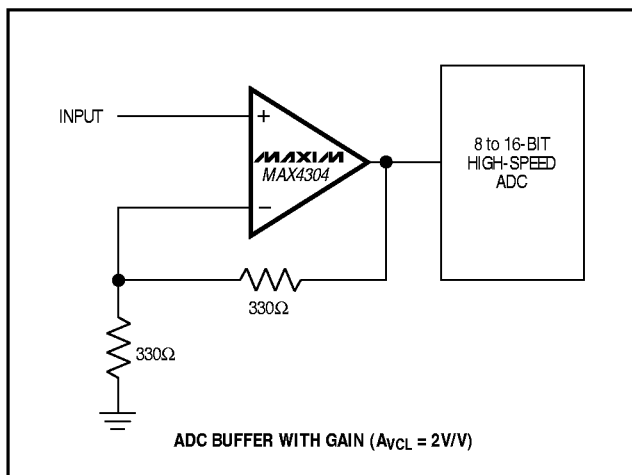 INPUT
+
MAXIM
MAX4304
−
8 to 16-BIT
HIGH-SPEED
ADC
330Ω
330Ω
ADC BUFFER WITH GAIN (AVCL = 2V/V)